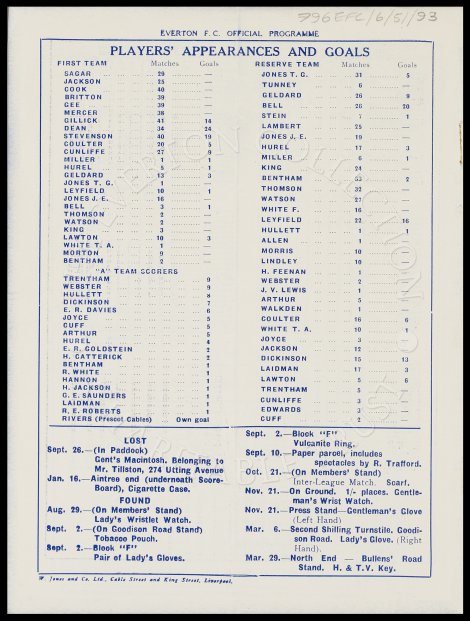 796EFC/6/51/93
EVERTON F.C. OFFICIAL PROGRAMME
PLAYERS' APPEARANCES AND GOALS
FIRST TEAM Matches Goals
SAGAR 29 —
JACKSON 25 —
COOK 40 —
BRITTON 39 —
GEE 39 —
MERCER 38 —
GILLICK 41 14
DEAN 34 24
STEVENSON 40 19
COULTER 20 5
CUNLIFFE 27 9
MILLER 1 1
HUREL 5 1
GELDARD 13 3
JONES T. G. 1 —
LEYFIELD 10 1
JONES J. E. 16 —
BELL 3 1
THOMSON 2 —
WATSON 2 —
KING 3 —
LAWTON 10 3
WHITE T. A. 1 —
MORTON 9 —
BENTHAM 2 —
"A" TEAM SCORERS
TRENTHAM 9
WEBSTER 9
HULLETT 8
DICKINSON 7
E. R. DAVIES 6
JOYCE 5
CUFF 5
ARTHUR 5
HUREL 4
E. R. GOLDSTEIN 2
H. CATTERICK 2
BENTHAM 1
R. WHITE 1
HANNON 1
H. JACKSON 1
G. E. SAUNDERS 1
LAIDMAN 1
R. E. ROBERTS 1
RIVERS (Prescot Cables) Own goal
RESERVE TEAM Matches Goals
JONES T. G. 31 5
TUNNEY 6 —
GELDARD 26 9
BELL 26 20
STEIN 7 1
LAMBERT 25 —
JONES J. E. 19 —
HUREL 17 3
MILLER 6 1
KING 24 —
BENTHAM 33 2
THOMSON 32 —
WATSON 27 —
WHITE F. 16 —
LEYFIELD 22 16
HULLETT 1 1
ALLEN 1 —
MORRIS 10 —
LINDLEY 10 —
H. FEENAN 1 —
WEBSTER 2 —
J. V. LEWIS 1 —
ARTHUR 5 —
WALKDEN 1 —
COULTER 16 6
WHITE T. A. 10 1
JOYCE 3 —
JACKSON 12 —
DICKINSON 15 13
LAIDMAN 17 3
LAWTON 5 6
TRENTHAM 5 —
CUNLIFFE 3 —
EDWARDS 3 —
CUFF 2 —
LOST
Sept. 26.—(In Paddock)
Gent's Macintosh, Belonging to
Mr. Tillston, 274 Utting Avenue
Jan. 16.—Aintree end (underneath Score-
Board), Cigarette Case.
FOUND
Aug. 29.—(On Members' Stand)
Lady's Wristlet Watch.
Sept. 2.—(On Goodison Road Stand)
Tobacco Pouch.
Sept. 2.—Block "F"
Pair of Lady's Gloves.
Sept. 2.—Block "F"
Vulcanite Ring.
Sept. 10.—Paper parcel, includes
spectacles by R. Trafford.
Oct. 21.—(On Members' Stand)
Inter-League Match. Scarf.
Nov. 21.—On Ground. 1/- places. Gentle-
man's Wrist Watch.
Nov. 21.—Press Stand—Gentleman's Glove
(Left Hand)
Mar. 6.—Second Shilling Turnstile. Goodi-
son Road. Lady's Glove. (Right
Hand).
Mar. 29.—North End — Bullens' Road
Stand. H. & T.V. Key.
W. Jones and Co. Ltd., Cable Street and King Street, Liverpool,